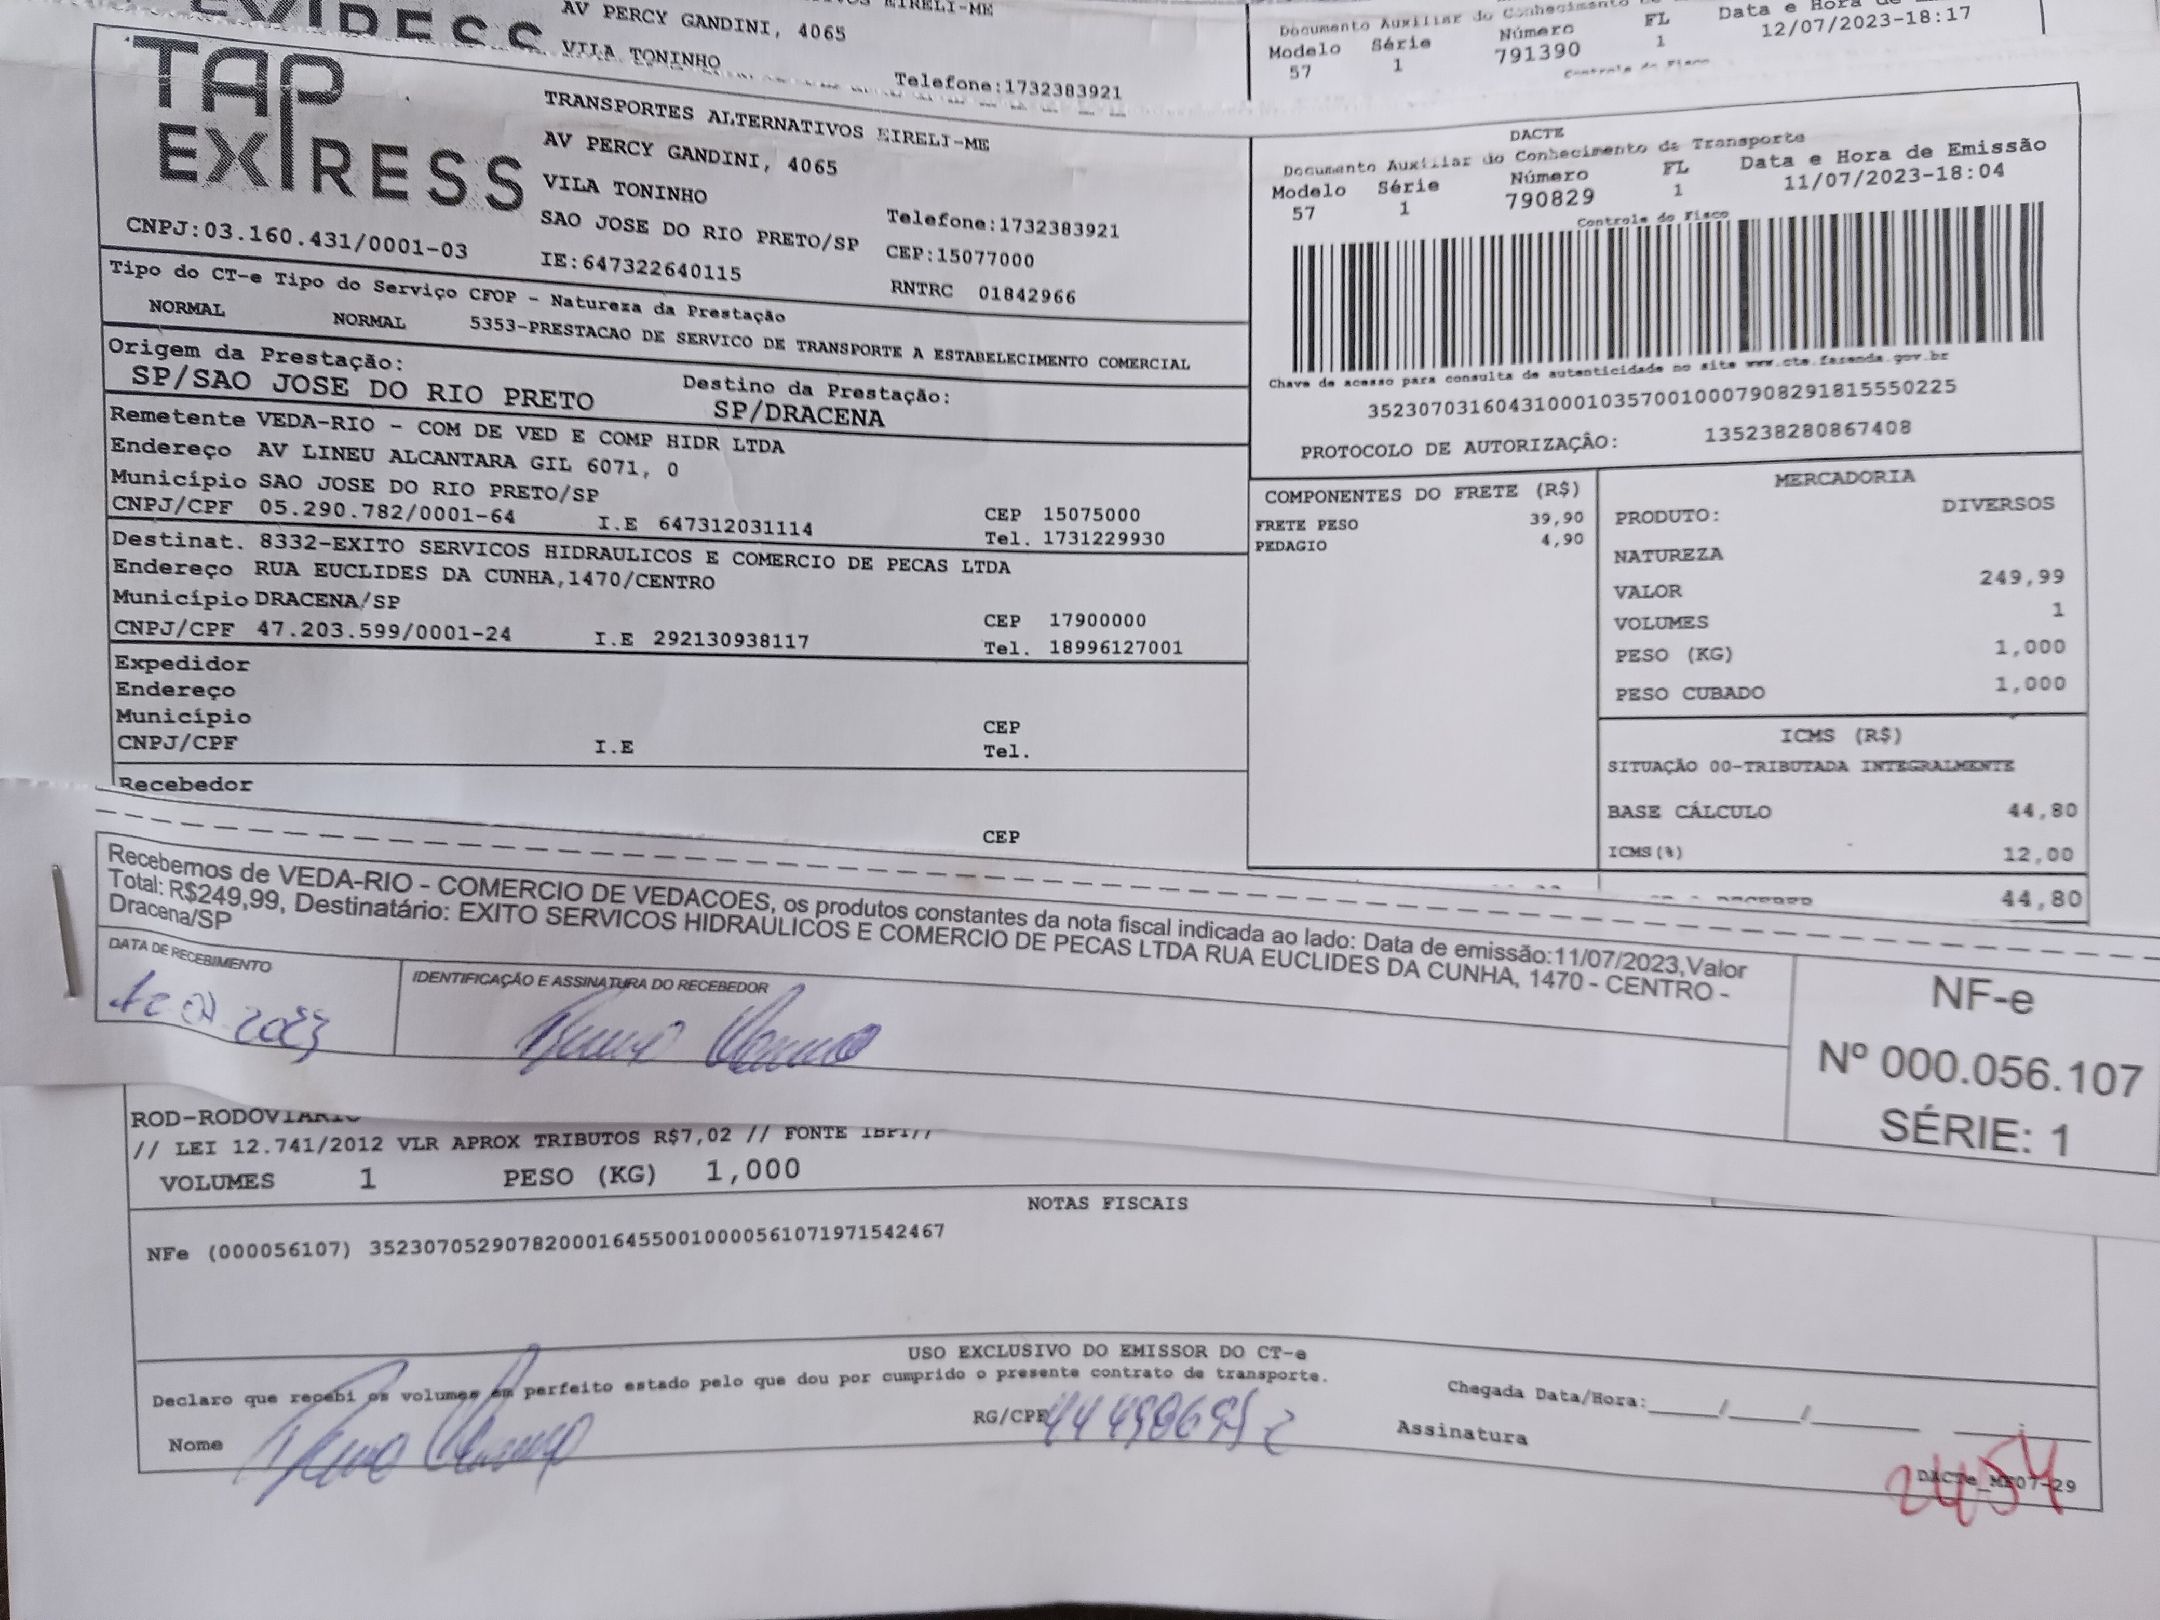 EIRELI-ME
AV PERCY GANDINI, 4065
VILA TONINHO
Telefone:1732383921
Documento Auxiliar do Conhecimento
Modelo Série Número FL Data e Hora de
57 1 791390 1 12/07/2023-18:17
Controle do Fisco
TAP
EXPRESS
CNPJ:03.160.431/0001-03
TRANSPORTES ALTERNATIVOS EIRELI-ME
AV PERCY GANDINI, 4065
VILA TONINHO
SAO JOSE DO RIO PRETO/SP
IE:647322640115
Telefone:1732383921
CEP:15077000
RNTRC 01842966
DACTE
Documento Auxiliar do Conhecimento de Transporte
Modelo Série Número FL Data e Hora de Emissão
57 1 790829 1 11/07/2023-18:04
Controle do Fisco
Chave de acesso para consulta de autenticidade no site www.cte.fazenda.gov.br
35230703160431000103570010007908291815550225
PROTOCOLO DE AUTORIZAÇÂO: 135238280867408
Tipo do CT-e Tipo do Serviço CFOP - Natureza da Prestação
NORMAL NORMAL 5353-PRESTACAO DE SERVICO DE TRANSPORTE A ESTABELECIMENTO COMERCIAL
Origem da Prestação: Destino da Prestação:
SP/SAO JOSE DO RIO PRETO SP/DRACENA
Remetente VEDA-RIO - COM DE VED E COMP HIDR LTDA
Endereço AV LINEU ALCANTARA GIL 6071, 0
Município SAO JOSE DO RIO PRETO/SP CEP 15075000
CNPJ/CPF 05.290.782/0001-64 I.E 647312031114 Tel. 1731229930
Destinat. 8332-EXITO SERVICOS HIDRAULICOS E COMERCIO DE PECAS LTDA
Endereço RUA EUCLIDES DA CUNHA,1470/CENTRO
Município DRACENA/SP CEP 17900000
CNPJ/CPF 47.203.599/0001-24 I.E 292130938117 Tel. 18996127001
Expedidor
Endereço
Município CEP
CNPJ/CPF I.E Tel.
Recebedor
CEP
COMPONENTES DO FRETE (R$)
FRETE PESO 39,90
PEDAGIO 4,90
MERCADORIA
PRODUTO: DIVERSOS
NATUREZA
VALOR 249,99
VOLUMES 1
PESO (KG) 1,000
PESO CUBADO 1,000
ICMS (R$)
SITUAÇÃO 00-TRIBUTADA INTEGRALMENTE
BASE CÁLCULO 44,80
ICMS(%) 12,00
44,80
Recebemos de VEDA-RIO - COMERCIO DE VEDACOES, os produtos constantes da nota fiscal indicada ao lado: Data de emissão:11/07/2023,Valor
Total: R$249,99, Destinatário: EXITO SERVICOS HIDRAULICOS E COMERCIO DE PECAS LTDA RUA EUCLIDES DA CUNHA, 1470 - CENTRO -
Dracena/SP
DATA DE RECEBIMENTO
IDENTIFICAÇÃO E ASSINATURA DO RECEBEDOR
NF-e
Nº 000.056.107
SÉRIE: 1
ROD-RODOVIARIO
// LEI 12.741/2012 VLR APROX TRIBUTOS R$7,02 // FONTE IBPT//
VOLUMES 1 PESO (KG) 1,000
NOTAS FISCAIS
NFe (000056107) 35230705290782000164550010000561071971542467
USO EXCLUSIVO DO EMISSOR DO CT-e
Declaro que recebi os volumes em perfeito estado pelo que dou por cumprido o presente contrato de transporte.
Nome
RG/CPF
Chegada Data/Hora:_____/_____/_______ ____:____
Assinatura
2454